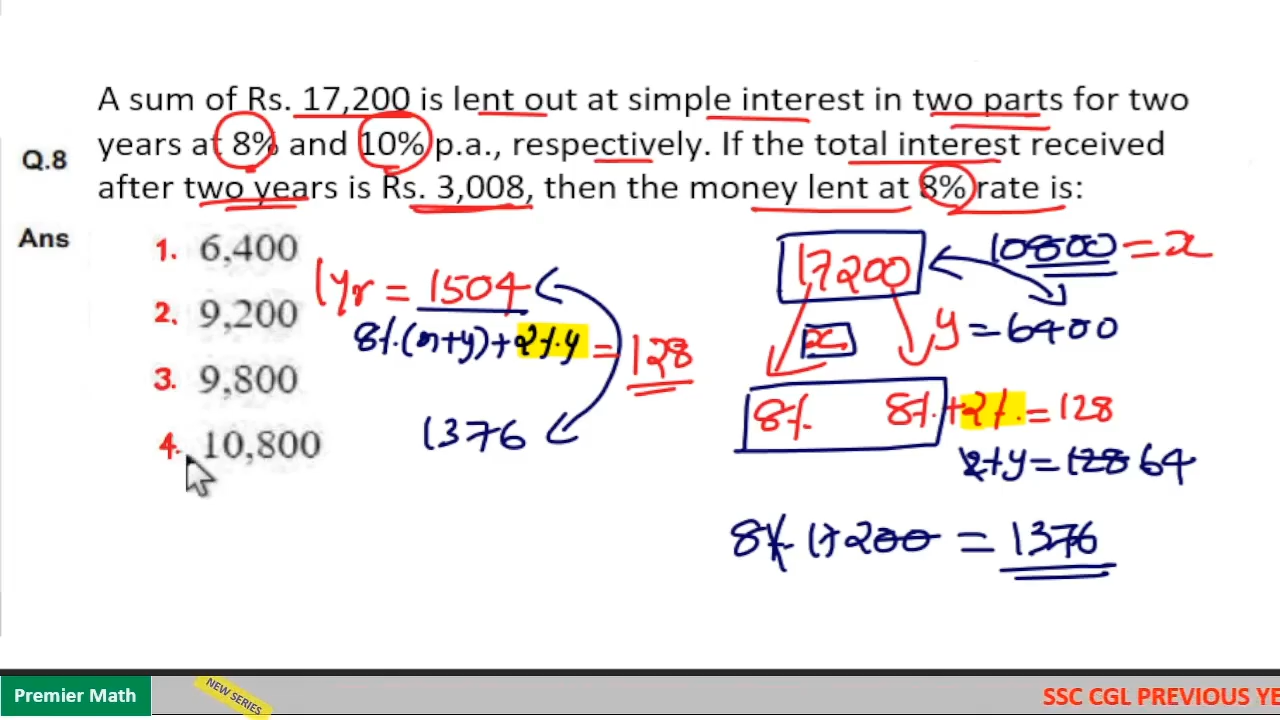 A sum of Rs. 17,200 is lent out at simple interest in two parts for two
Q.8
years at 8% and 10% p.a., respectively. If the total interest received
after two years is Rs. 3,008, then the money lent at 8% rate is:
Ans
1. 6,400
2. 9,200
3. 9,800
4. 10,800
1yr = 1504
8%(x+y)+2%y = 128
1376
17200
10800 = x
x
y = 6400
8% 8%+2% = 128
2%y = 128 64
8% 17200 = 1376
Premier Math
NEW SERIES
SSC CGL PREVIOUS YE